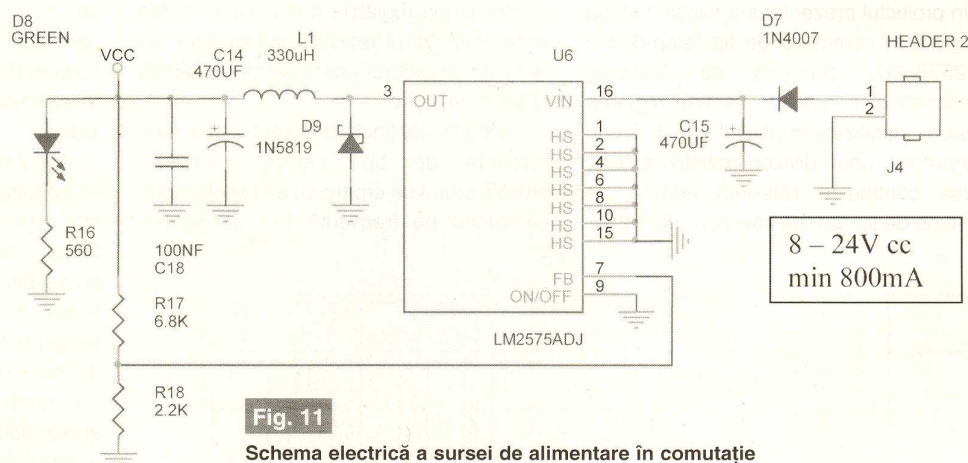 D8
GREEN
VCC
C14
470UF
L1
330uH
U6
D7
1N4007
HEADER 2
3
OUT
VIN
16
1
2
D9
1N5819
C15
470UF
J4
HS
1
HS
2
HS
4
HS
6
HS
8
HS
10
HS
15
R16
560
100NF
C18
FB
7
ON/OFF
9
8 – 24V cc
min 800mA
R17
6.8K
LM2575ADJ
R18
2.2K
Fig. 11
Schema electrică a sursei de alimentare în comutație